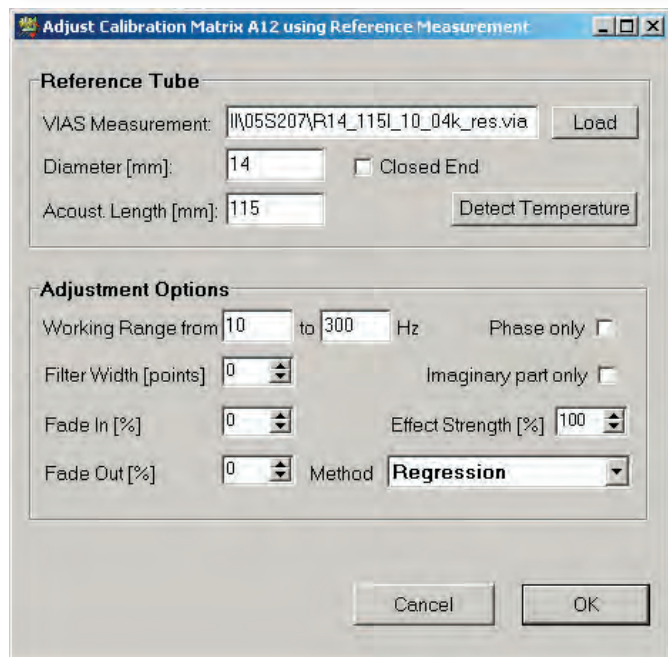 Adjust Calibration Matrix A12 using Reference Measurement
Reference Tube
VIAS Measurement: ll\05S207\R14_115l_10_04k_res.via Load
Diameter [mm]: 14 Closed End
Acoust. Length [mm]: 115 Detect Temperature
Adjustment Options
Working Range from 10 to 300 Hz Phase only
Filter Width [points] 0 Imaginary part only
Fade In [%] 0 Effect Strength [%] 100
Fade Out [%] 0 Method Regression
Cancel OK